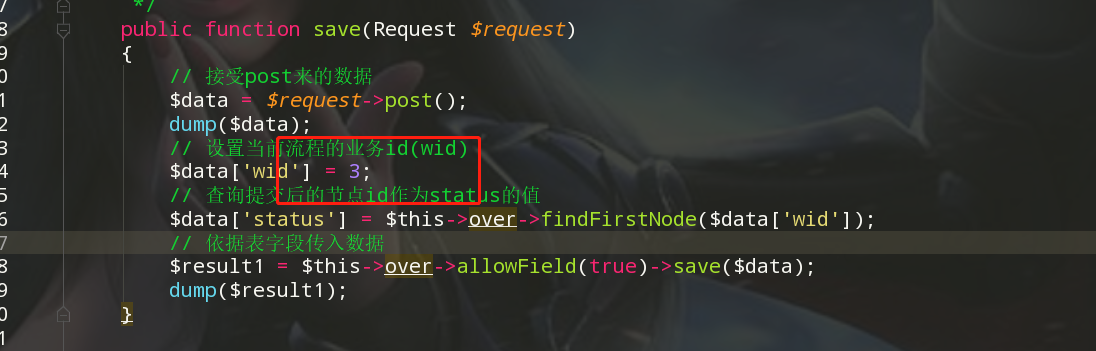 7 */
8 public function save(Request $request)
9 {
0 // 接受post来的数据
1 $data = $request->post();
2 dump($data);
3 // 设置当前流程的业务id(wid)
4 $data['wid'] = 3;
5 // 查询提交后的节点id作为status的值
6 $data['status'] = $this->over->findFirstNode($data['wid']);
7 // 依据表字段传入数据
8 $result1 = $this->over->allowField(true)->save($data);
9 dump($result1);
0 }
1